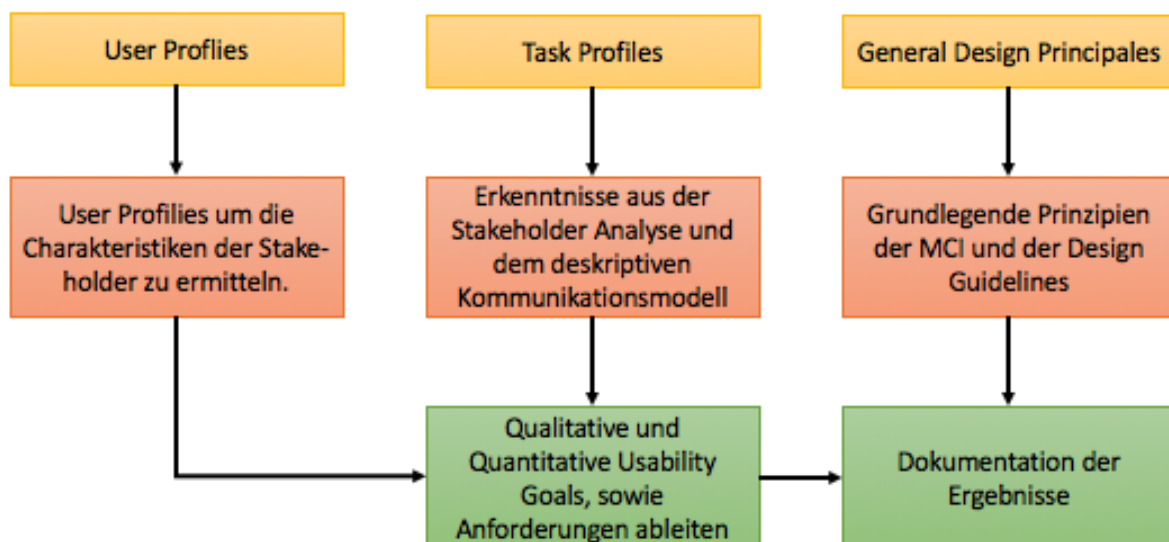 User Proflies
Task Profiles
General Design Principales
User Profilies um die
Charakteristiken der Stake-
holder zu ermitteln.
Erkenntnisse aus der
Stakeholder Analyse und
dem deskriptiven
Kommunikationsmodell
Grundlegende Prinzipien
der MCI und der Design
Guidelines
Qualitative und
Quantitative Usability
Goals, sowie
Anforderungen ableiten
Dokumentation der
Ergebnisse